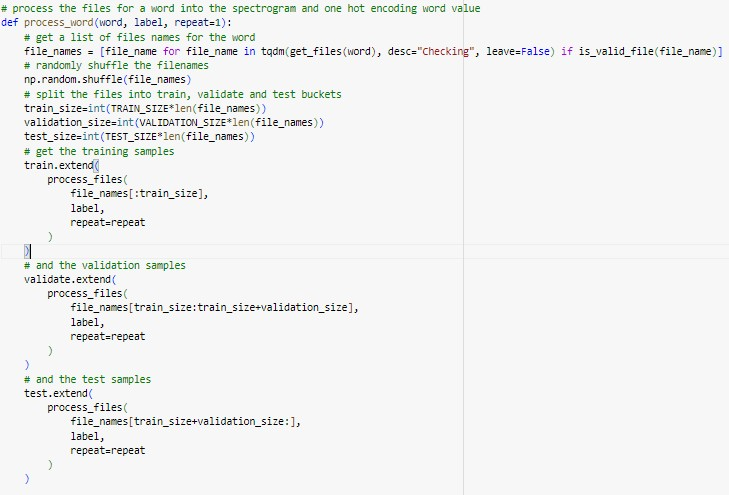 # process the files for a word into the spectrogram and one hot encoding word value
def process_word(word, label, repeat=1):
    # get a list of files names for the word
    file_names = [file_name for file_name in tqdm(get_files(word), desc="Checking", leave=False) if is_valid_file(file_name)]
    # randomly shuffle the filenames
    np.random.shuffle(file_names)
    # split the files into train, validate and test buckets
    train_size=int(TRAIN_SIZE*len(file_names))
    validation_size=int(VALIDATION_SIZE*len(file_names))
    test_size=int(TEST_SIZE*len(file_names))
    # get the training samples
    train.extend(
        process_files(
            file_names[:train_size],
            label,
            repeat=repeat
        )
    )
    # and the validation samples
    validate.extend(
        process_files(
            file_names[train_size:train_size+validation_size],
            label,
            repeat=repeat
        )
    )
    # and the test samples
    test.extend(
        process_files(
            file_names[train_size+validation_size:],
            label,
            repeat=repeat
        )
    )